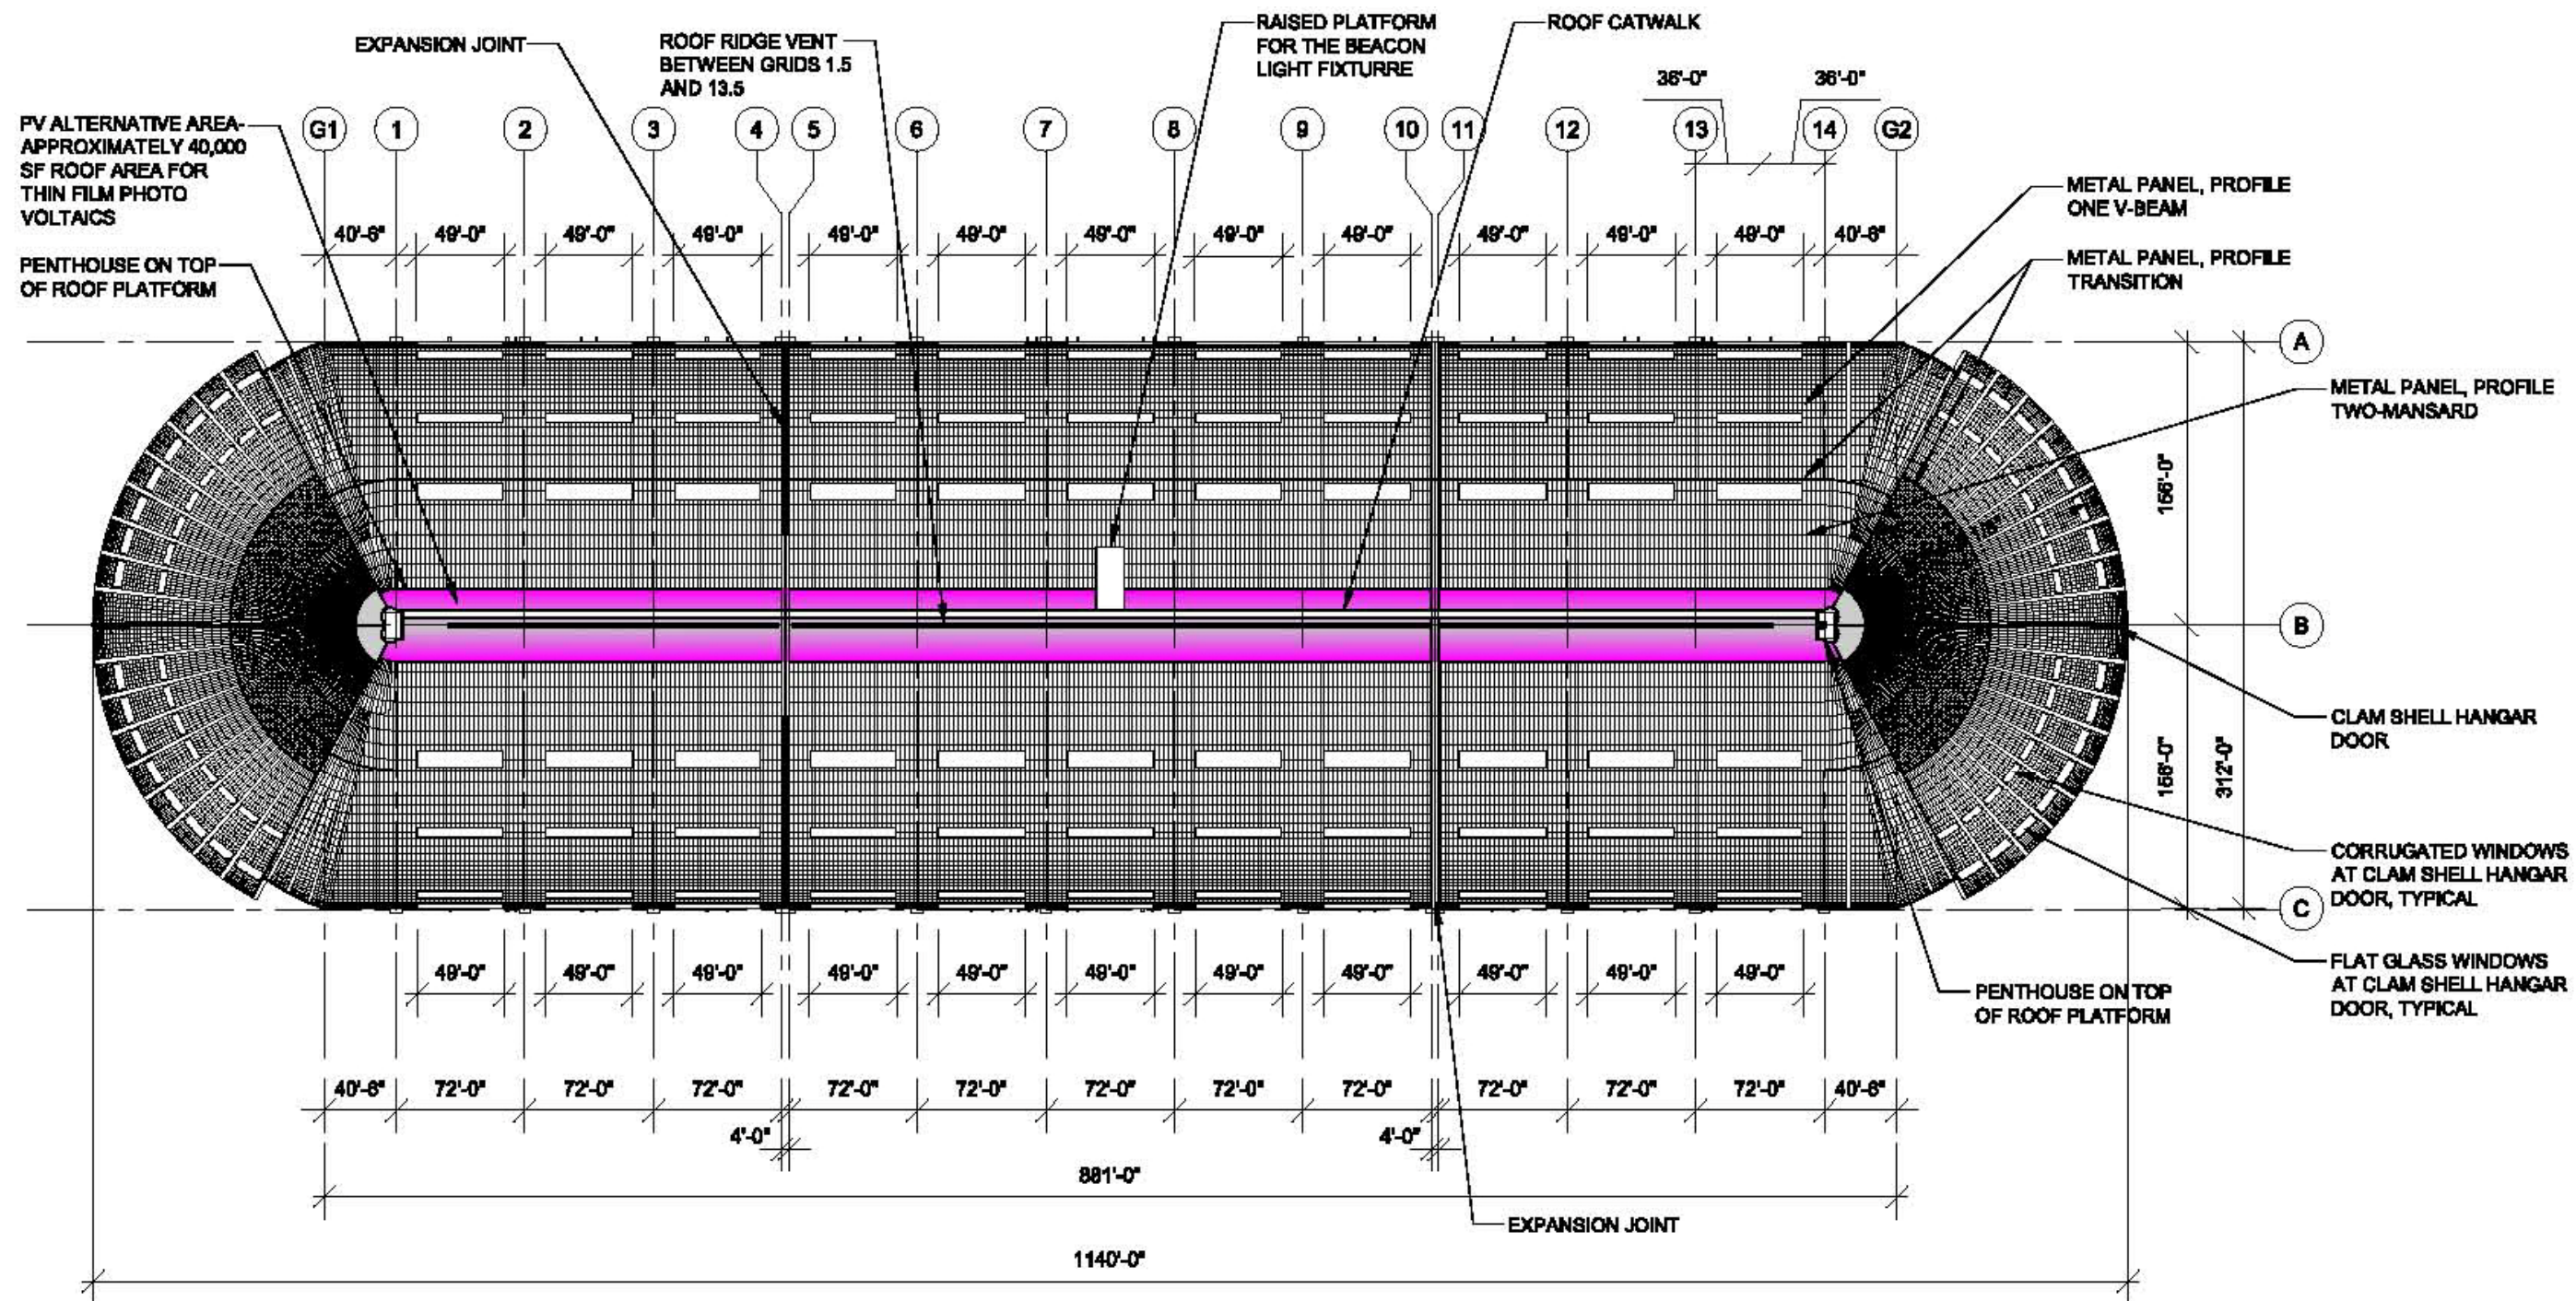 RAISED PLATFORM
FOR THE BEACON
LIGHT FIXTURRE
ROOF CATWALK
EXPANSION JOINT
ROOF RIDGE VENT
BETWEEN GRIDS 1.5
AND 13.5
36'-0" 36'-0"
PV ALTERNATIVE AREA-
APPROXIMATELY 40,000
SF ROOF AREA FOR
THIN FILM PHOTO
VOLTAICS
G1 1 2 3 4 5 6 7 8 9 10 11 12 13 14 G2
METAL PANEL, PROFILE
ONE V-BEAM
40'-6" 49'-0" 49'-0" 49'-0" 49'-0" 49'-0" 49'-0" 49'-0" 49'-0" 49'-0" 49'-0" 49'-0" 40'-6"
PENTHOUSE ON TOP
OF ROOF PLATFORM
METAL PANEL, PROFILE
TRANSITION
A
METAL PANEL, PROFILE
TWO-MANSARD
156'-0"
B
CLAM SHELL HANGAR
DOOR
156'-0"
312'-0"
CORRUGATED WINDOWS
AT CLAM SHELL HANGAR
DOOR, TYPICAL
C
FLAT GLASS WINDOWS
AT CLAM SHELL HANGAR
DOOR, TYPICAL
49'-0" 49'-0" 49'-0" 49'-0" 49'-0" 49'-0" 49'-0" 49'-0" 49'-0" 49'-0" 49'-0"
PENTHOUSE ON TOP
OF ROOF PLATFORM
40'-6" 72'-0" 72'-0" 72'-0" 72'-0" 72'-0" 72'-0" 72'-0" 72'-0" 72'-0" 72'-0" 72'-0" 40'-6"
4'-0" 4'-0"
881'-0"
EXPANSION JOINT
1140'-0"